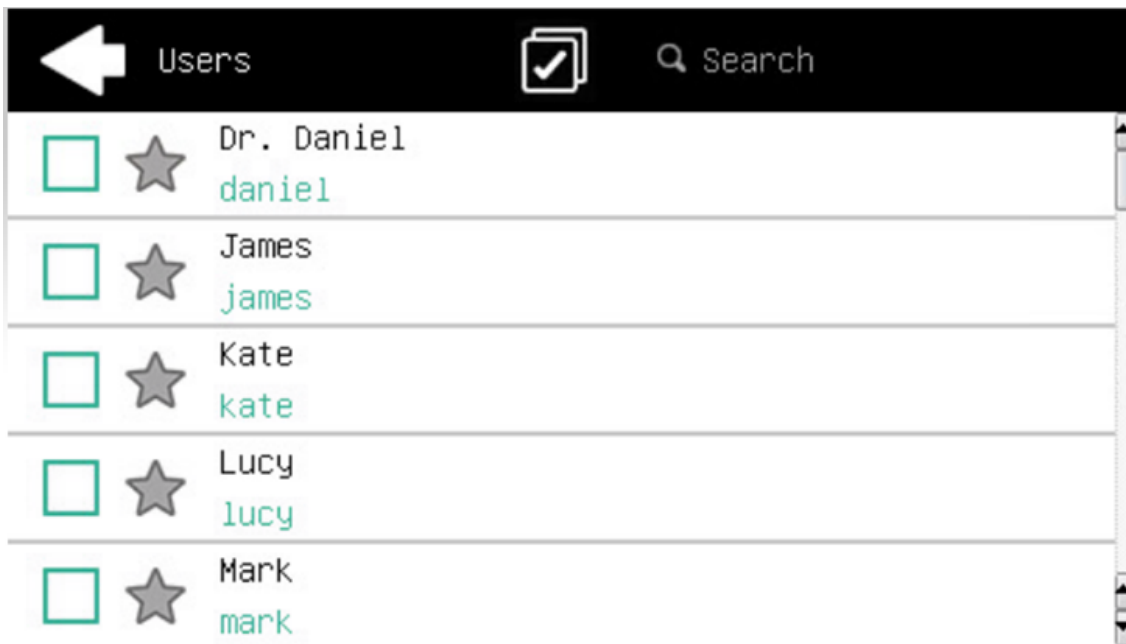 Users
Search
Dr. Daniel
daniel
James
james
Kate
kate
Lucy
lucy
Mark
mark